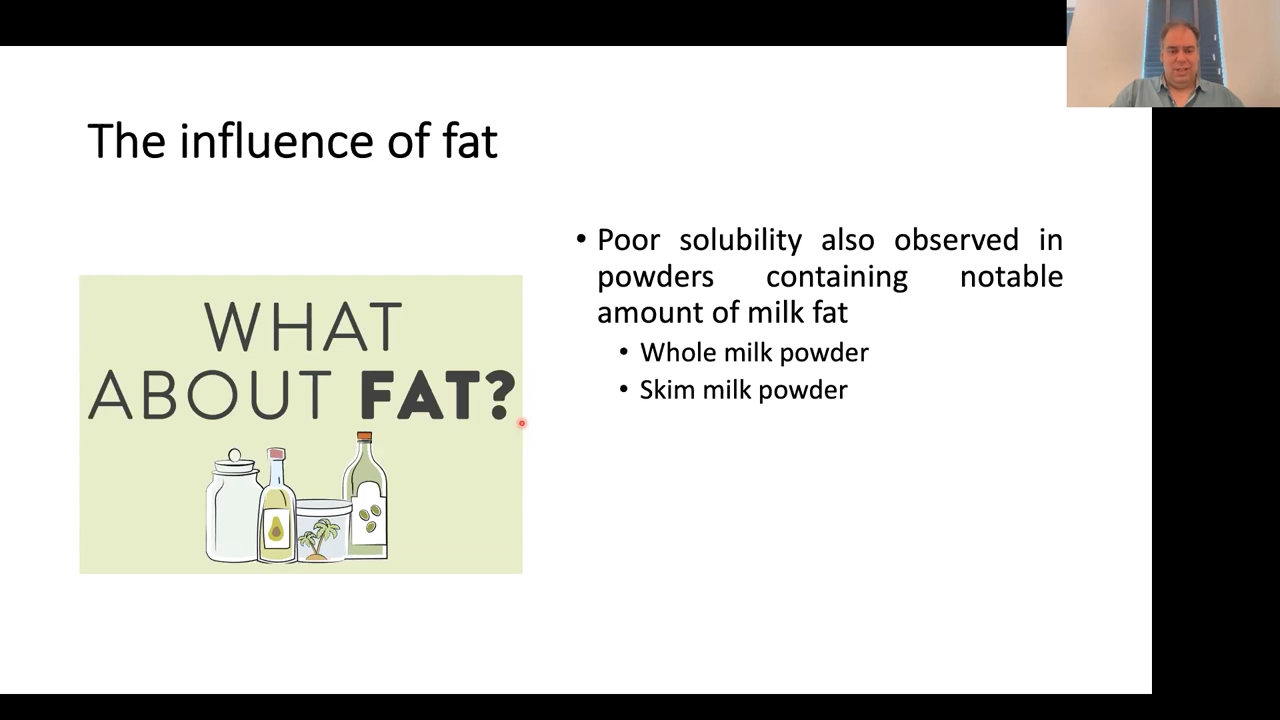 The influence of fat
WHAT
ABOUT FAT?
• Poor solubility also observed in
powders containing notable
amount of milk fat
• Whole milk powder
• Skim milk powder